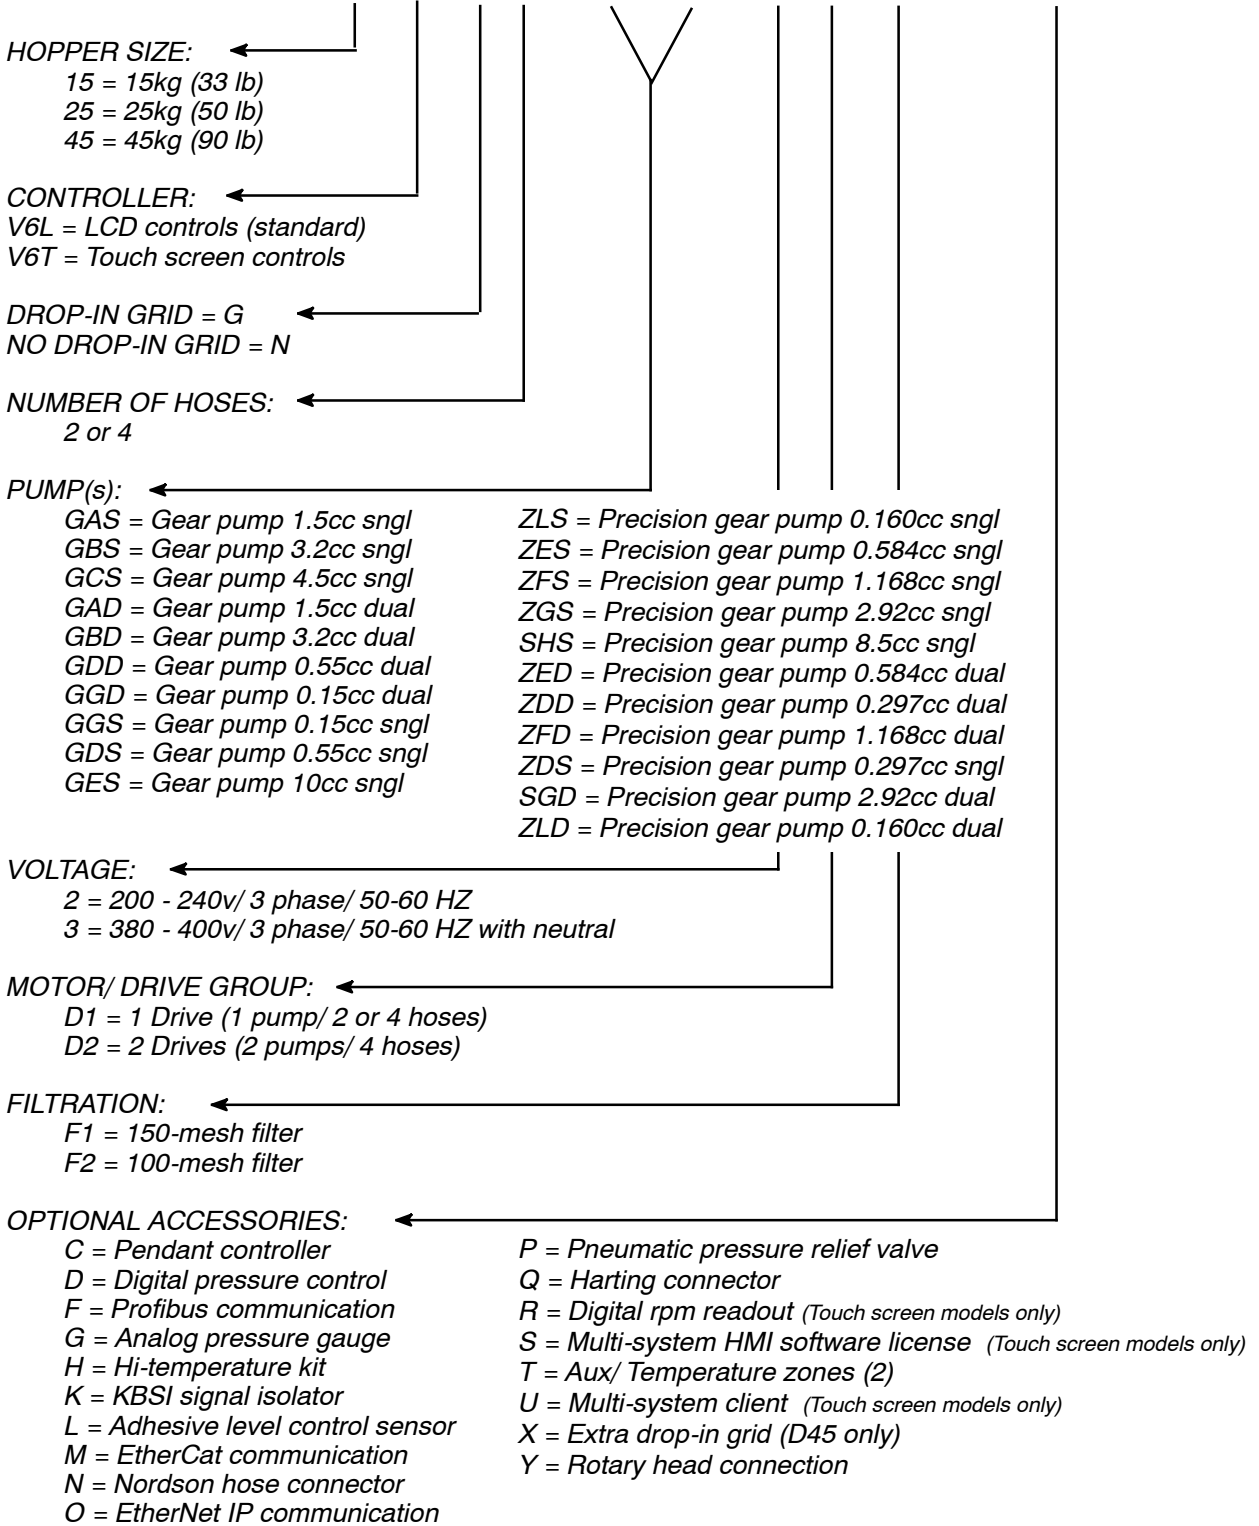 HOPPER SIZE:
15 = 15kg (33 lb)
25 = 25kg (50 lb)
45 = 45kg (90 lb)
CONTROLLER:
V6L = LCD controls (standard)
V6T = Touch screen controls
DROP-IN GRID = G
NO DROP-IN GRID = N
NUMBER OF HOSES:
2 or 4
PUMP(s):
GAS = Gear pump 1.5cc sngl
GBS = Gear pump 3.2cc sngl
GCS = Gear pump 4.5cc sngl
GAD = Gear pump 1.5cc dual
GBD = Gear pump 3.2cc dual
GDD = Gear pump 0.55cc dual
GGD = Gear pump 0.15cc dual
GGS = Gear pump 0.15cc sngl
GDS = Gear pump 0.55cc sngl
GES = Gear pump 10cc sngl
ZLS = Precision gear pump 0.160cc sngl
ZES = Precision gear pump 0.584cc sngl
ZFS = Precision gear pump 1.168cc sngl
ZGS = Precision gear pump 2.92cc sngl
SHS = Precision gear pump 8.5cc sngl
ZED = Precision gear pump 0.584cc dual
ZDD = Precision gear pump 0.297cc dual
ZFD = Precision gear pump 1.168cc dual
ZDS = Precision gear pump 0.297cc sngl
SGD = Precision gear pump 2.92cc dual
ZLD = Precision gear pump 0.160cc dual
VOLTAGE:
2 = 200 - 240v/ 3 phase/ 50-60 HZ
3 = 380 - 400v/ 3 phase/ 50-60 HZ with neutral
MOTOR/ DRIVE GROUP:
D1 = 1 Drive (1 pump/ 2 or 4 hoses)
D2 = 2 Drives (2 pumps/ 4 hoses)
FILTRATION:
F1 = 150-mesh filter
F2 = 100-mesh filter
OPTIONAL ACCESSORIES:
C = Pendant controller
D = Digital pressure control
F = Profibus communication
G = Analog pressure gauge
H = Hi-temperature kit
K = KBSI signal isolator
L = Adhesive level control sensor
M = EtherCat communication
N = Nordson hose connector
O = EtherNet IP communication
P = Pneumatic pressure relief valve
Q = Harting connector
R = Digital rpm readout (Touch screen models only)
S = Multi-system HMI software license (Touch screen models only)
T = Aux/ Temperature zones (2)
U = Multi-system client (Touch screen models only)
X = Extra drop-in grid (D45 only)
Y = Rotary head connection